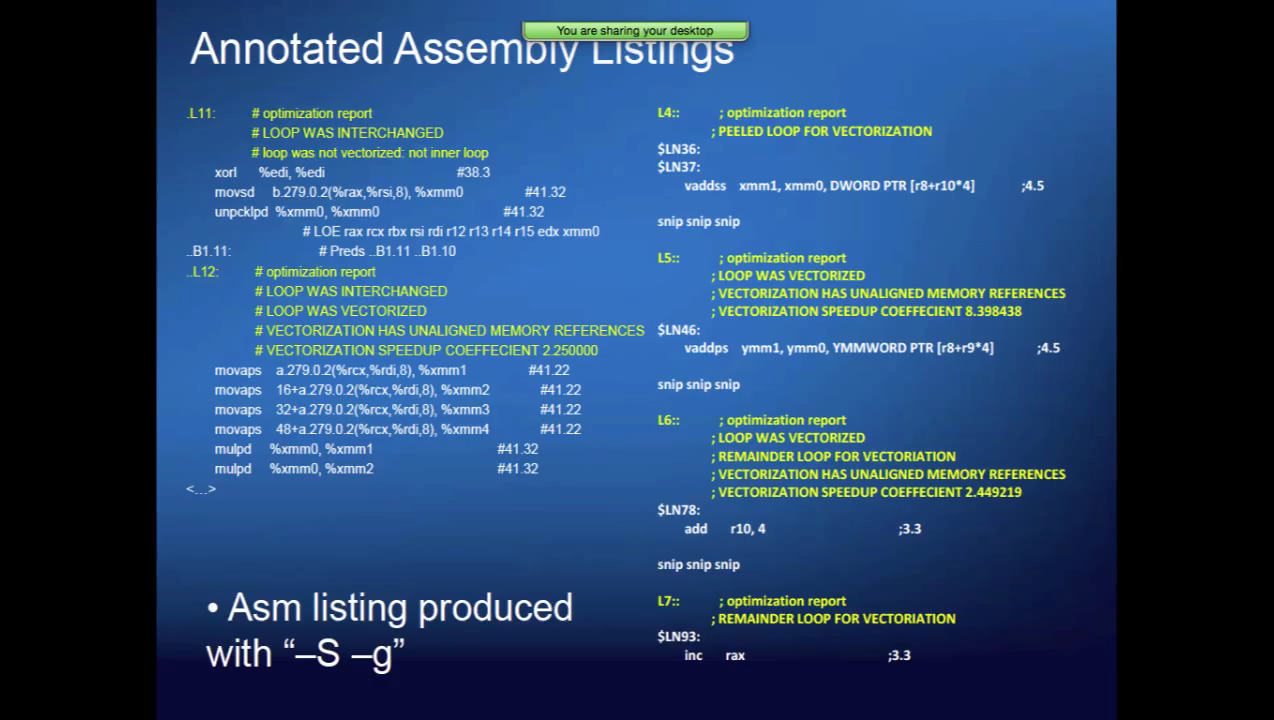 You are sharing your desktop
Annotated Assembly Listings
.L11: # optimization report
# LOOP WAS INTERCHANGED
# loop was not vectorized: not inner loop
xorl %edi, %edi #38.3
movsd b.279.0.2(%rax,%rsi,8), %xmm0 #41.32
unpcklpd %xmm0, %xmm0 #41.32
# LOE rax rcx rbx rsi rdi r12 r13 r14 r15 edx xmm0
..B1.11: # Preds ..B1.11 ..B1.10
..L12: # optimization report
# LOOP WAS INTERCHANGED
# LOOP WAS VECTORIZED
# VECTORIZATION HAS UNALIGNED MEMORY REFERENCES
# VECTORIZATION SPEEDUP COEFFECIENT 2.250000
movaps a.279.0.2(%rcx,%rdi,8), %xmm1 #41.22
movaps 16+a.279.0.2(%rcx,%rdi,8), %xmm2 #41.22
movaps 32+a.279.0.2(%rcx,%rdi,8), %xmm3 #41.22
movaps 48+a.279.0.2(%rcx,%rdi,8), %xmm4 #41.22
mulpd %xmm0, %xmm1 #41.32
mulpd %xmm0, %xmm2 #41.32
<...>
• Asm listing produced
with “–S –g”
L4:: ; optimization report
; PEELED LOOP FOR VECTORIZATION
$LN36:
$LN37:
vaddss xmm1, xmm0, DWORD PTR [r8+r10*4] ;4.5
snip snip snip
L5:: ; optimization report
; LOOP WAS VECTORIZED
; VECTORIZATION HAS UNALIGNED MEMORY REFERENCES
; VECTORIZATION SPEEDUP COEFFECIENT 8.398438
$LN46:
vaddps ymm1, ymm0, YMMWORD PTR [r8+r9*4] ;4.5
snip snip snip
L6:: ; optimization report
; LOOP WAS VECTORIZED
; REMAINDER LOOP FOR VECTORIATION
; VECTORIZATION HAS UNALIGNED MEMORY REFERENCES
; VECTORIZATION SPEEDUP COEFFECIENT 2.449219
$LN78:
add r10, 4 ;3.3
snip snip snip
L7:: ; optimization report
; REMAINDER LOOP FOR VECTORIATION
$LN93:
inc rax ;3.3